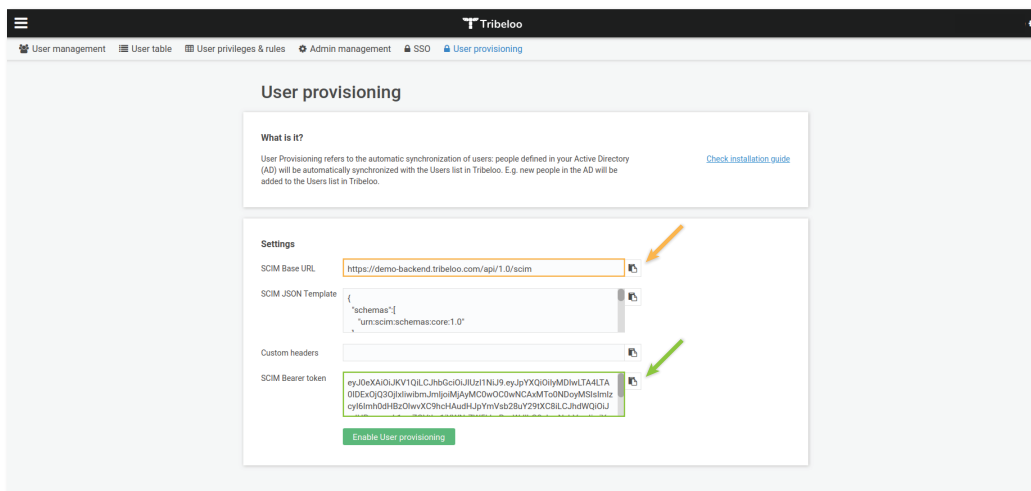 Tribeloo
User management User table User privileges & rules Admin management SSO User provisioning
User provisioning
What is it?
User Provisioning refers to the automatic synchronization of users: people defined in your Active Directory
(AD) will be automatically synchronized with the Users list in Tribeloo. E.g. new people in the AD will be
added to the Users list in Tribeloo.
Check installation guide
Settings
SCIM Base URL
https://demo-backend.tribeloo.com/api/1.0/scim
SCIM JSON Template
{
"schemas":[
"urn:scim:schemas:core:1.0"
Custom headers
SCIM Bearer token
Enable User provisioning